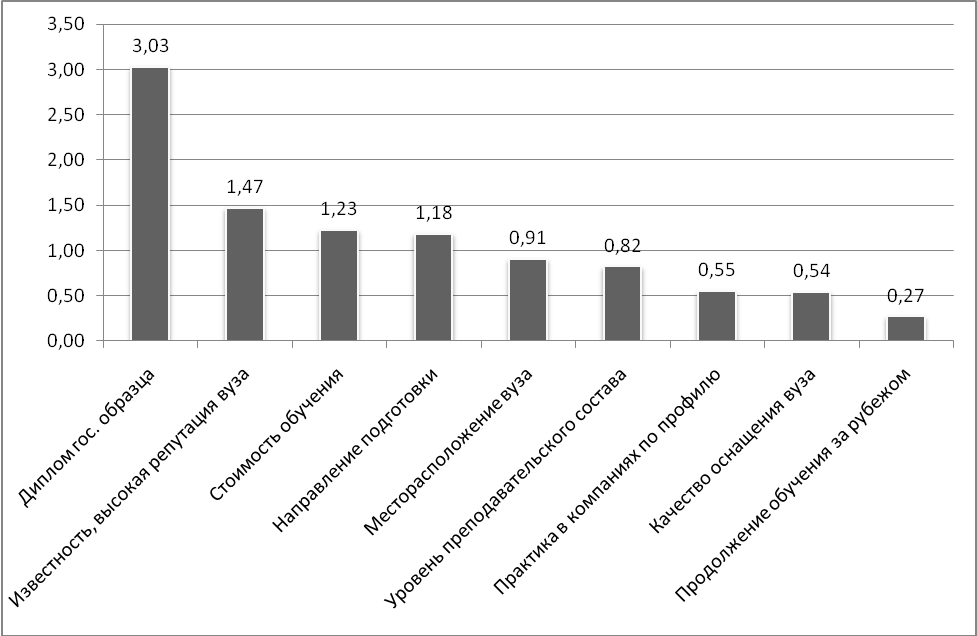 3,50
3,00
2,50
2,00
1,50
1,00
0,50
0,00
3,03
1,47
1,23
1,18
0,91
0,82
0,55
0,54
0,27
Диплом гос. образца
Известность, высокая репутация вуза
Стоимость обучения
Направление подготовки
Месторасположение вуза
Уровень преподавательского состава
Практика в компаниях по профилю
Качество оснащения вуза
Продолжение обучения за рубежом